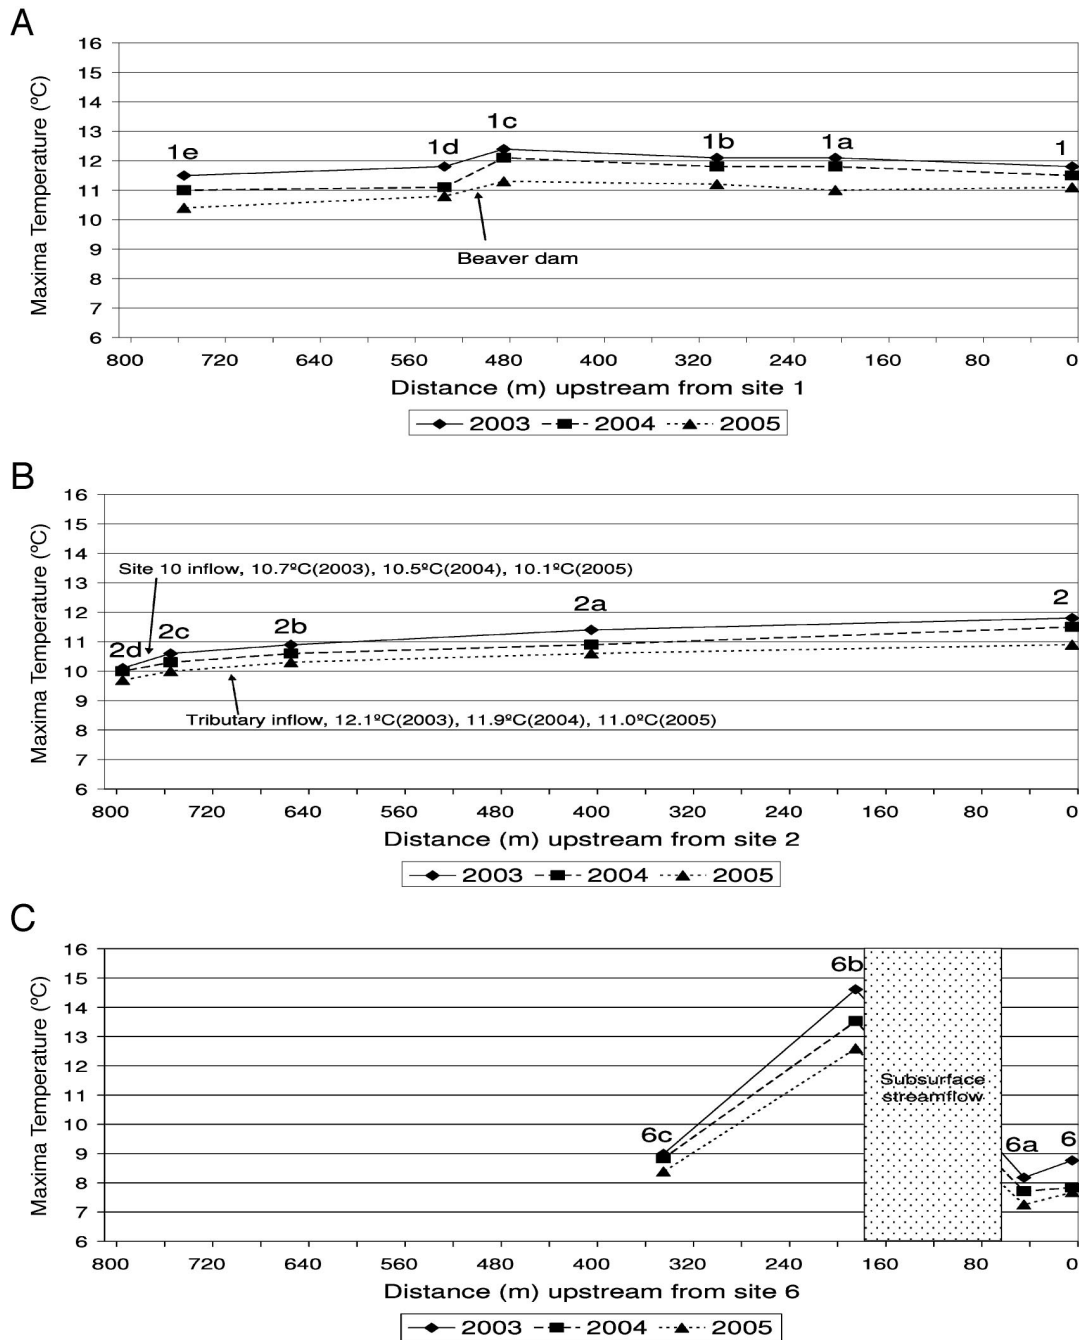 A
Maxima Temperature (ºC)
16
15
14
13
12
11
10
9
8
7
6
1e
1d
1c
1b
1a
1
Beaver dam
800 720 640 560 480 400 320 240 160 80 0
Distance (m) upstream from site 1
2003 2004 2005
B
Maxima Temperature (ºC)
16
15
14
13
12
11
10
9
8
7
6
Site 10 inflow, 10.7ºC(2003), 10.5ºC(2004), 10.1ºC(2005)
2d
2c
2b
2a
2
Tributary inflow, 12.1ºC(2003), 11.9ºC(2004), 11.0ºC(2005)
800 720 640 560 480 400 320 240 160 80 0
Distance (m) upstream from site 2
2003 2004 2005
C
Maxima Temperature (ºC)
16
15
14
13
12
11
10
9
8
7
6
6c
6b
Subsurface
streamflow
6a
6
800 720 640 560 480 400 320 240 160 80 0
Distance (m) upstream from site 6
2003 2004 2005